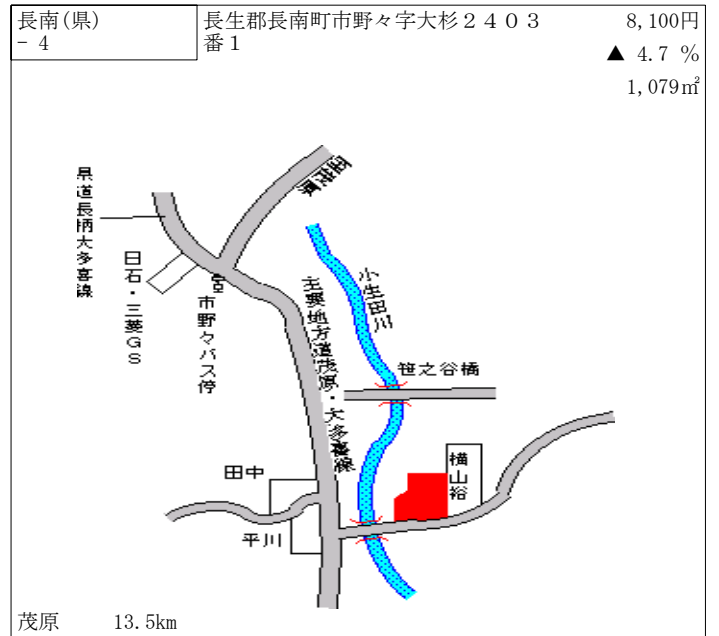 長南(県)
- 4
長生郡長南町市野々字大杉２４０３
番１
8,100円
▲ 4.7 %
1,079㎡
県道長柄大多喜線
日石・三菱ＧＳ
市野々バス停
主要地方道茂原・大多喜線
小生田川
笹之谷橋
横山裕
田中
平川
茂原 13.5km